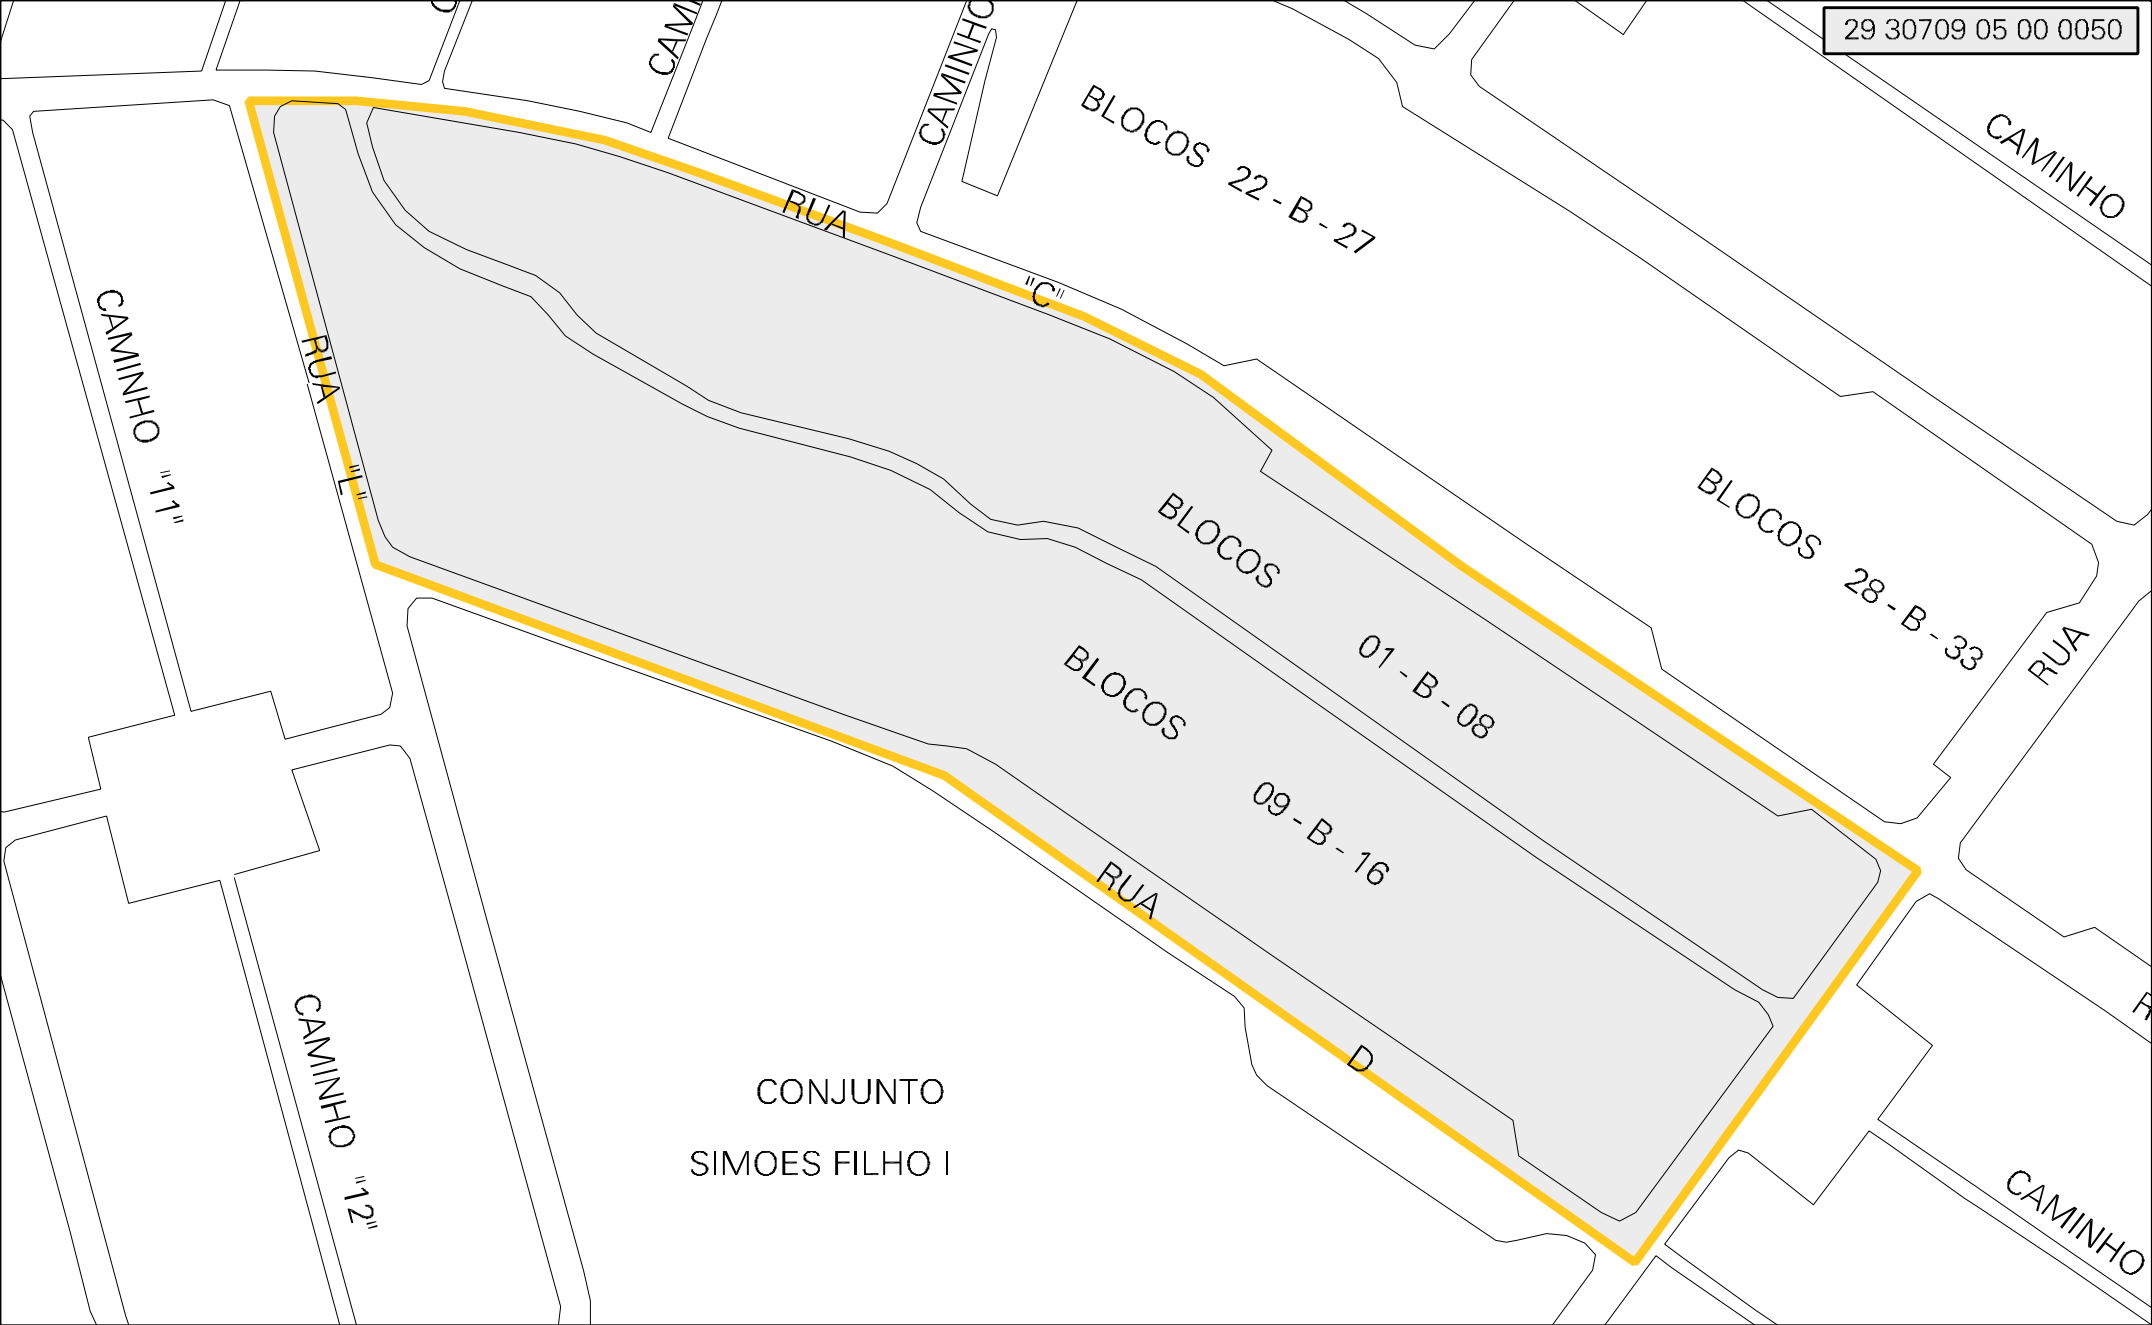 29 30709 05 00 0050
CAMINHO
CAMINHO
BLOCOS 22 - B - 27
RUA "C"
CAMINHO "11"
RUA "L"
BLOCOS 28 - B - 33
RUA
BLOCOS 01 - B - 08
BLOCOS 09 - B - 16
RUA D
CAMINHO "12"
CONJUNTO
SIMOES FILHO I
CAMINHO